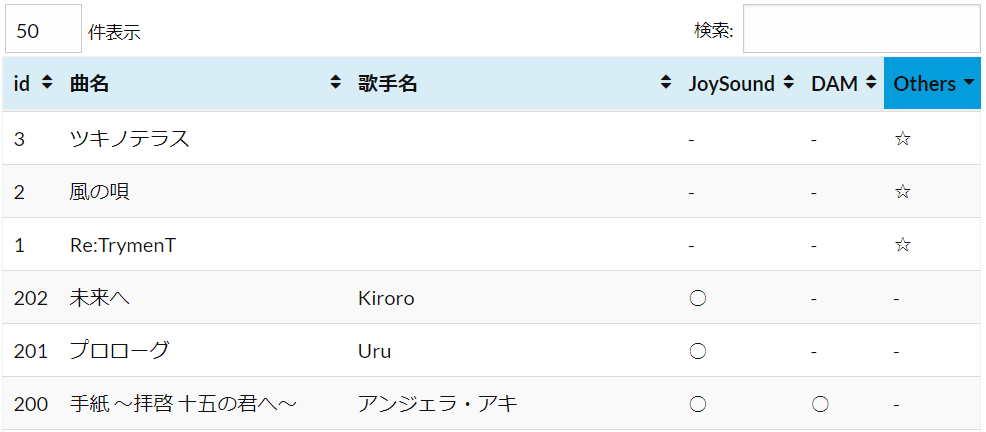 50 件表示 検索:
id 曲名 歌手名 JoySound DAM Others
3 ツキノテラス - - ☆
2 風の唄 - - ☆
1 Re:TrymenT - - ☆
202 未来へ Kiroro ○ - -
201 プロローグ Uru ○ - -
200 手紙 ～拝啓 十五の君へ～ アンジェラ・アキ ○ ○ -